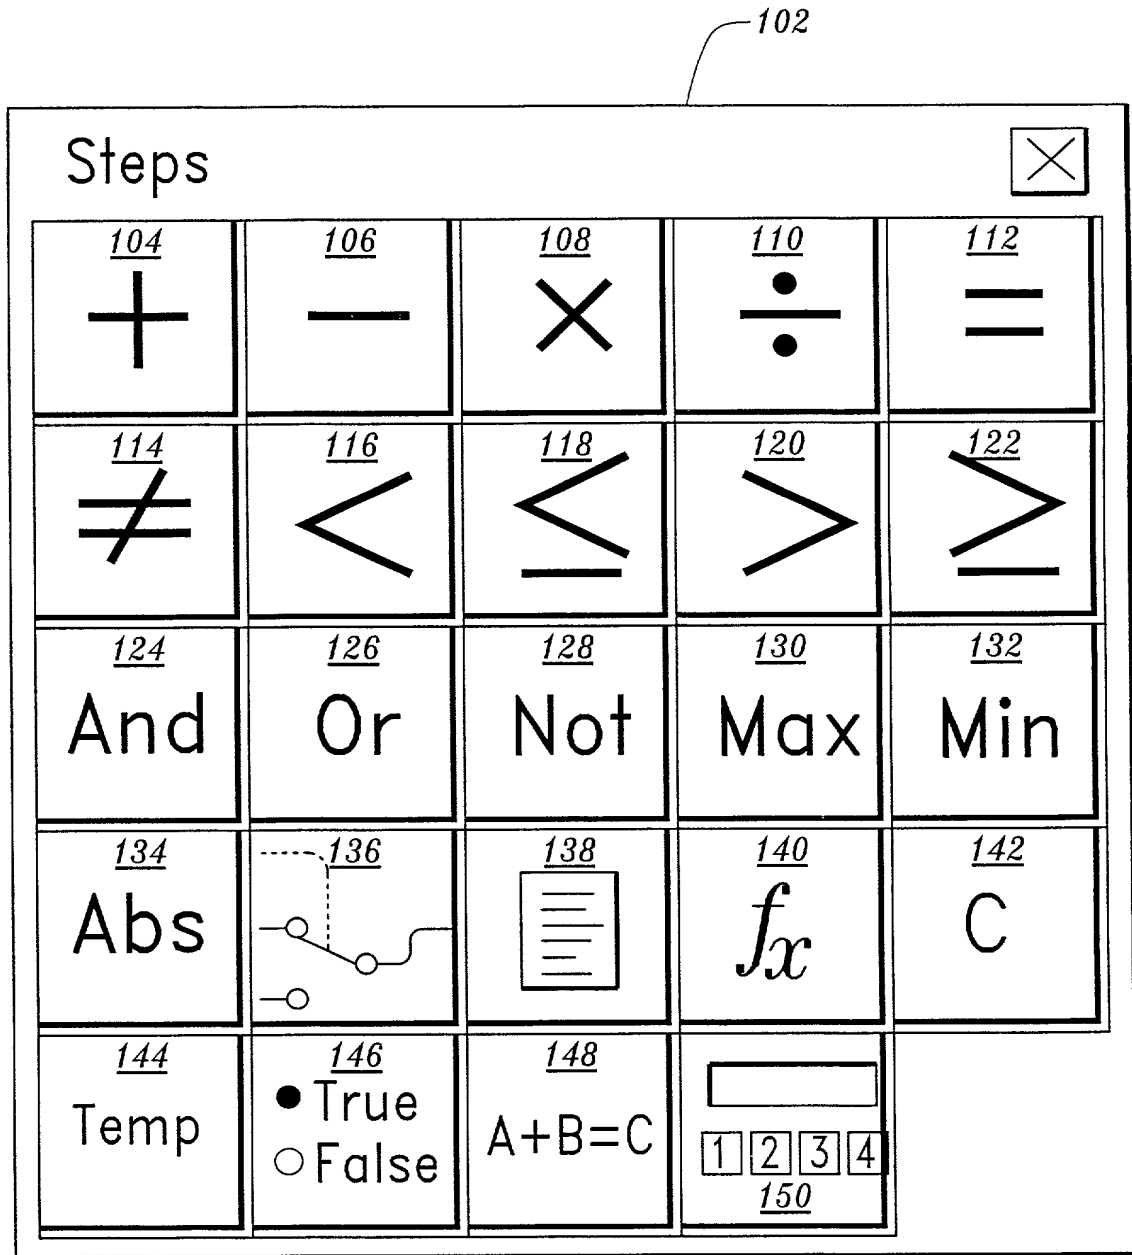 102
Steps
104 106 108 110 112
+ − × ÷ =
114 116 118 120 122
≠ < ≤ > ≥
124 126 128 130 132
And Or Not Max Min
134 136 138 140 142
Abs fx C
144 146 148
Temp True A+B=C
False 1 2 3 4
150